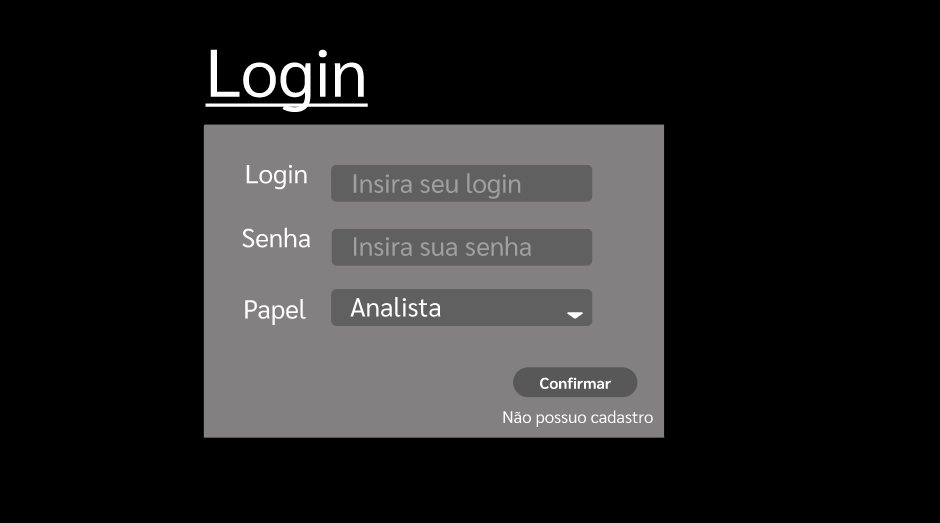 Login
Login
Insira seu login
Senha
Insira sua senha
Papel
Analista
Confirmar
Não possuo cadastro